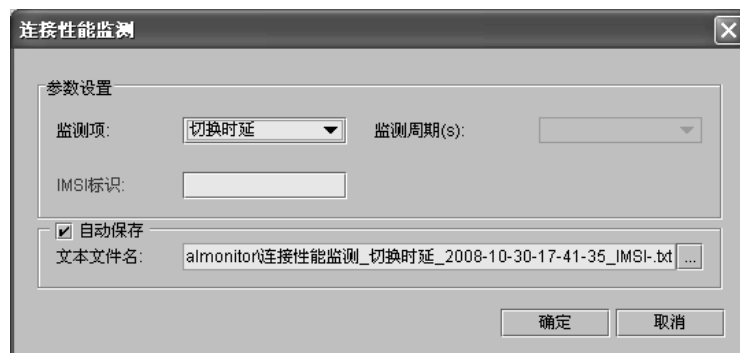 连接性能监测
参数设置
监测项: 切换时延 监测周期(s):
IMSI标识:
自动保存
文本文件名: almonitor\连接性能监测_切换时延_2008-10-30-17-41-35_IMSI-.txt ...
确定 取消